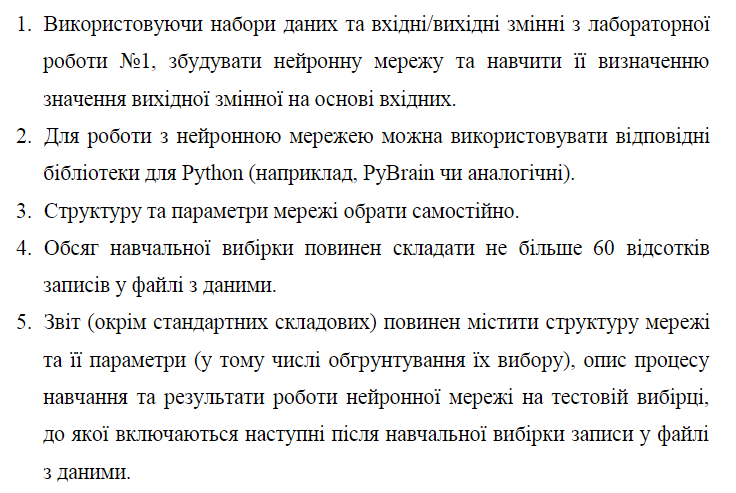 1. Використовуючи набори даних та вхідні/вихідні змінні з лабораторної
роботи №1, збудувати нейронну мережу та навчити її визначенню
значення вихідної змінної на основі вхідних.
2. Для роботи з нейронною мережею можна використовувати відповідні
бібліотеки для Python (наприклад, PyBrain чи аналогічні).
3. Структуру та параметри мережі обрати самостійно.
4. Обсяг навчальної вибірки повинен складати не більше 60 відсотків
записів у файлі з даними.
5. Звіт (окрім стандартних складових) повинен містити структуру мережі
та її параметри (у тому числі обгрунтування їх вибору), опис процесу
навчання та результати роботи нейронної мережі на тестовій вибірці,
до якої включаються наступні після навчальної вибірки записи у файлі
з даними.